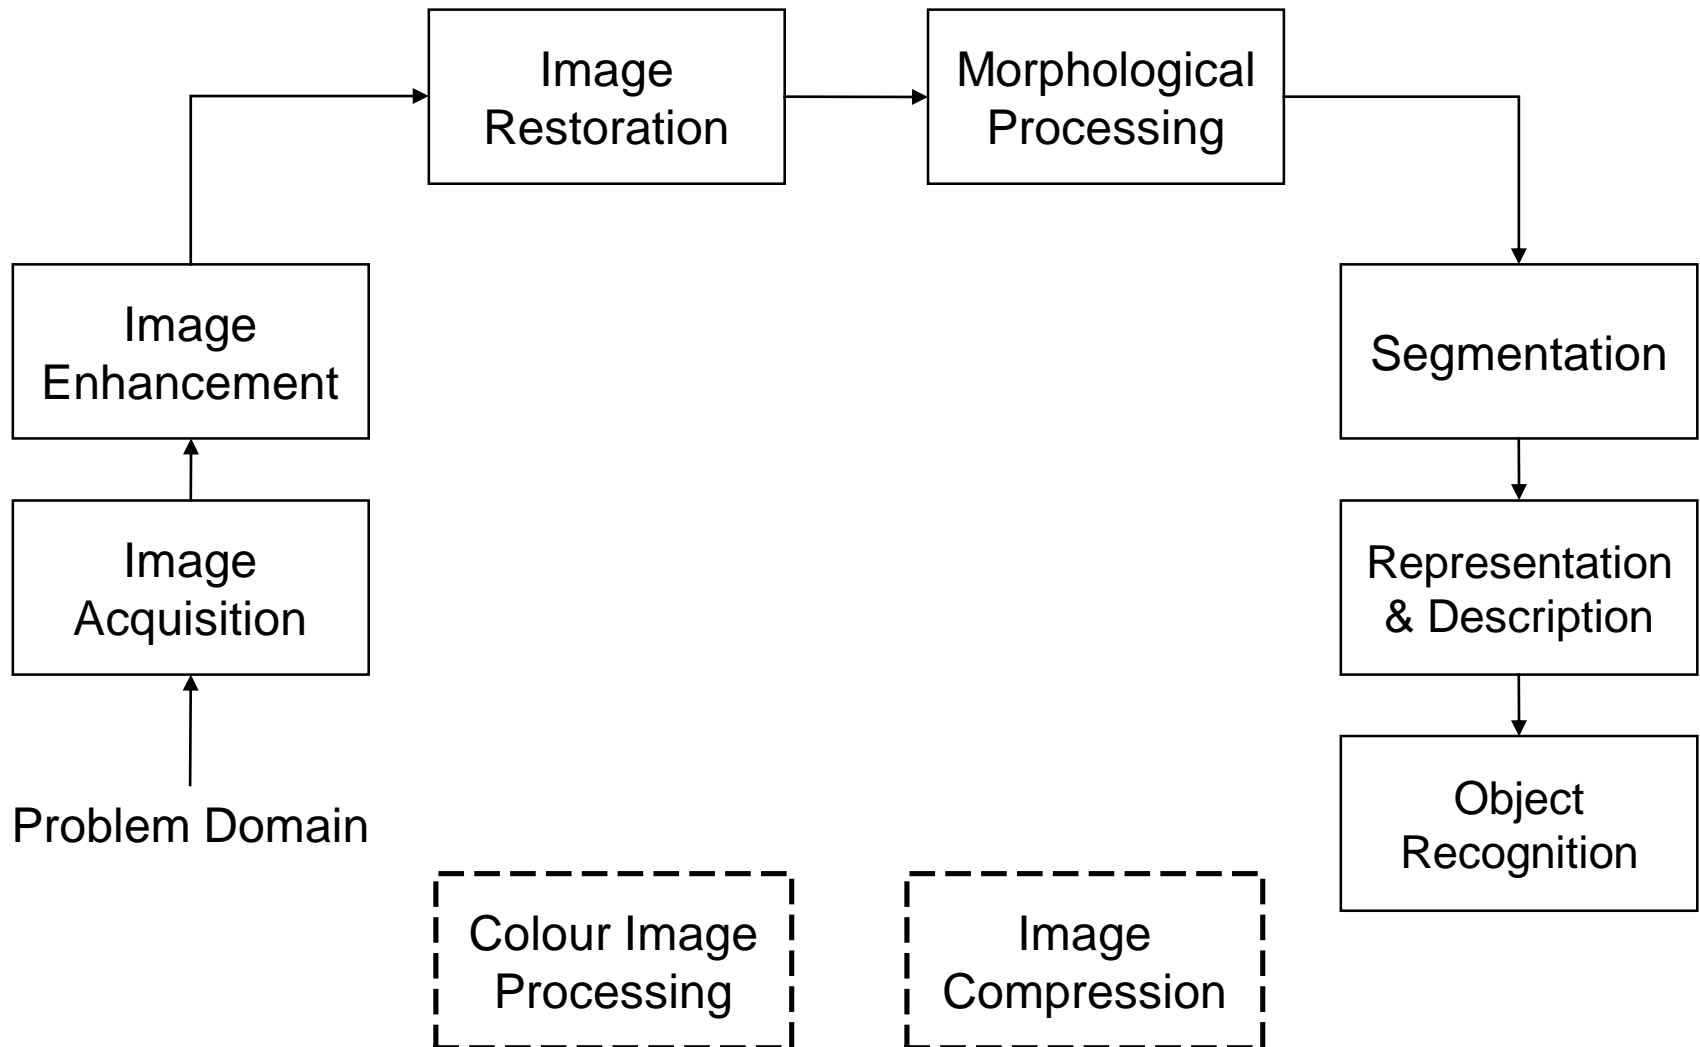 Image
Restoration
Morphological
Processing
Image
Enhancement
Segmentation
Image
Acquisition
Representation
& Description
Problem Domain
Object
Recognition
Colour Image
Processing
Image
Compression